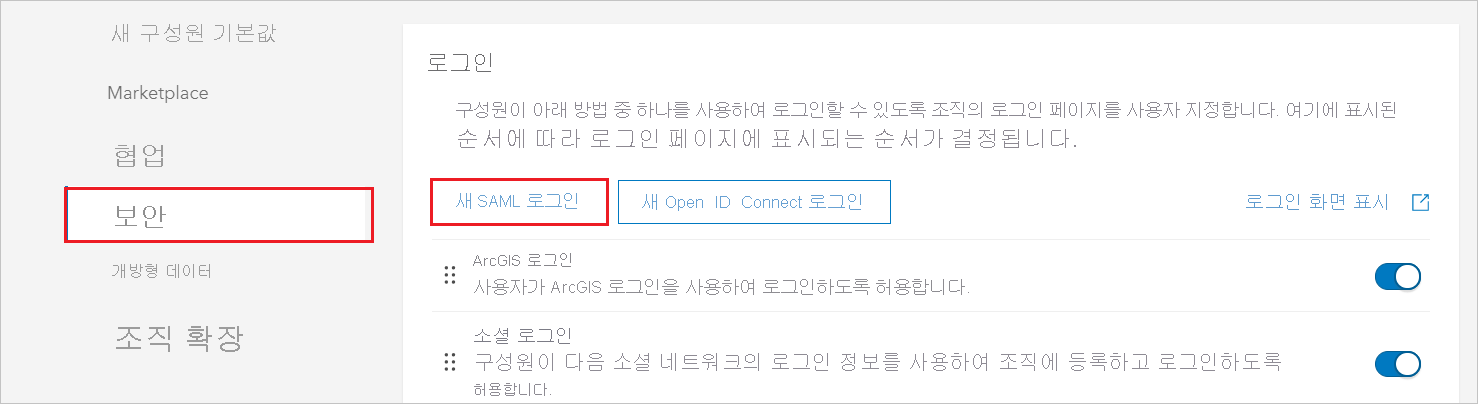 새 구성원 기본값
Marketplace
협업
보안
개방형 데이터
조직 확장
로그인
구성원이 아래 방법 중 하나를 사용하여 로그인할 수 있도록 조직의 로그인 페이지를 사용자 지정합니다. 여기에 표시된
순서에 따라 로그인 페이지에 표시되는 순서가 결정됩니다.
새 SAML 로그인
새 Open ID Connect 로그인
로그인 화면 표시
ArcGIS 로그인
사용자가 ArcGIS 로그인을 사용하여 로그인하도록 허용합니다.
소셜 로그인
구성원이 다음 소셜 네트워크의 로그인 정보를 사용하여 조직에 등록하고 로그인하도록
허용합니다.